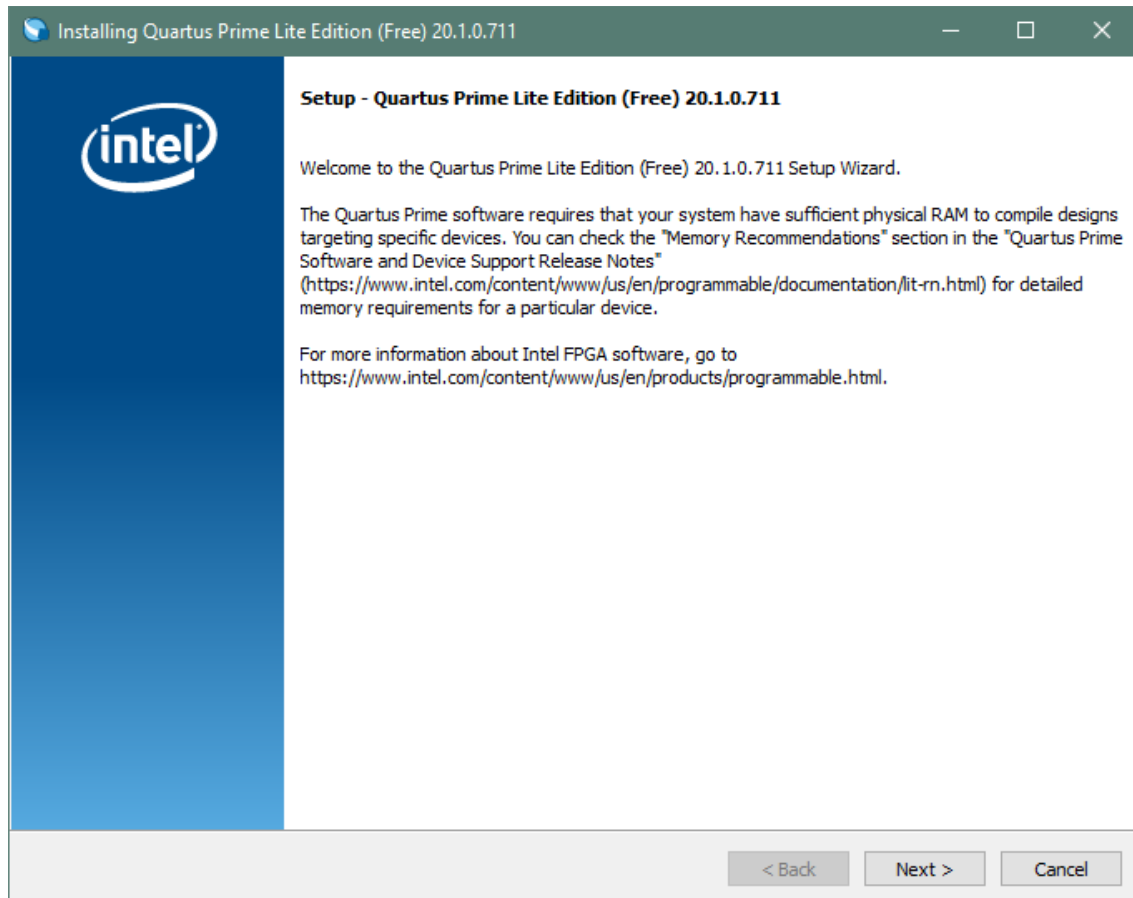 Installing Quartus Prime Lite Edition (Free) 20.1.0.711
intel
Setup - Quartus Prime Lite Edition (Free) 20.1.0.711
Welcome to the Quartus Prime Lite Edition (Free) 20.1.0.711 Setup Wizard.
The Quartus Prime software requires that your system have sufficient physical RAM to compile designs
targeting specific devices. You can check the "Memory Recommendations" section in the "Quartus Prime
Software and Device Support Release Notes"
(https://www.intel.com/content/www/us/en/programmable/documentation/lit-rn.html) for detailed
memory requirements for a particular device.
For more information about Intel FPGA software, go to
https://www.intel.com/content/www/us/en/products/programmable.html.
< Back
Next >
Cancel